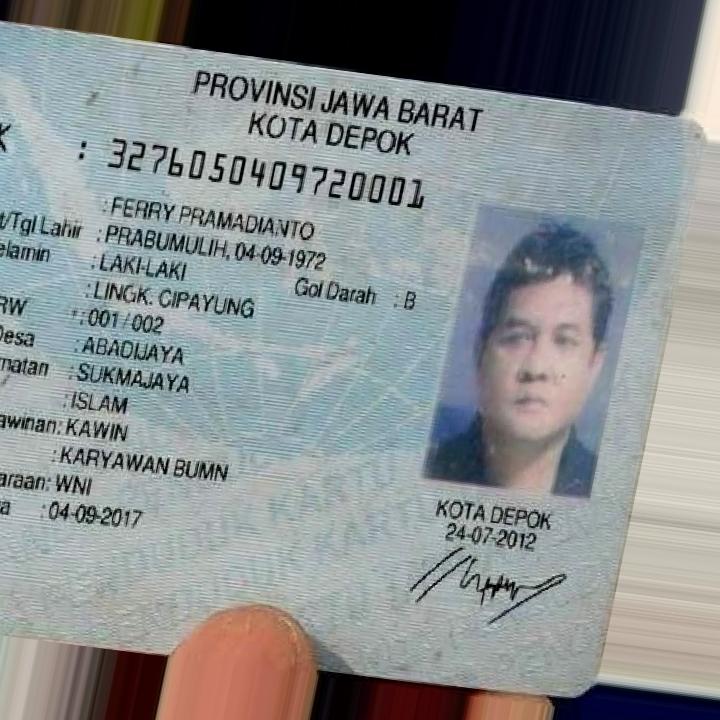 PROVINSI JAWA BARAT
KOTA DEPOK
K : 3276050409720001
: FERRY PRAMADIANTO
t/Tgl Lahir : PRABUMULIH, 04-09-1972
elamin : LAKI-LAKI Gol Darah : B
: LINGK. CIPAYUNG
RW : 001 / 002
Desa : ABADIJAYA
matan : SUKMAJAYA
: ISLAM
awinan: KAWIN
: KARYAWAN BUMN
araan: WNI
a : 04-09-2017
KOTA DEPOK
24-07-2012